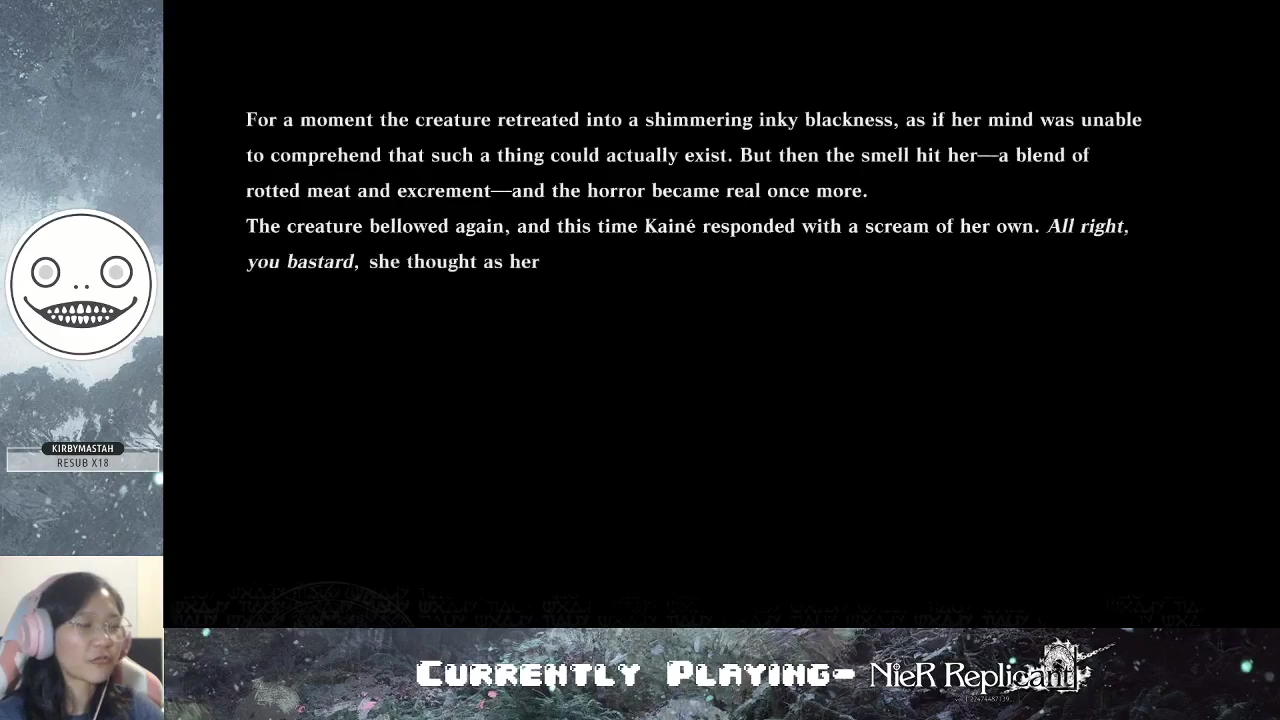 For a moment the creature retreated into a shimmering inky blackness, as if her mind was unable
to comprehend that such a thing could actually exist. But then the smell hit her—a blend of
rotted meat and excrement—and the horror became real once more.
The creature bellowed again, and this time Kainé responded with a scream of her own. All right,
you bastard, she thought as her
KIRBYMASTAH
RESUB X18
CURRENTLY PLAYING- NieR Replicant